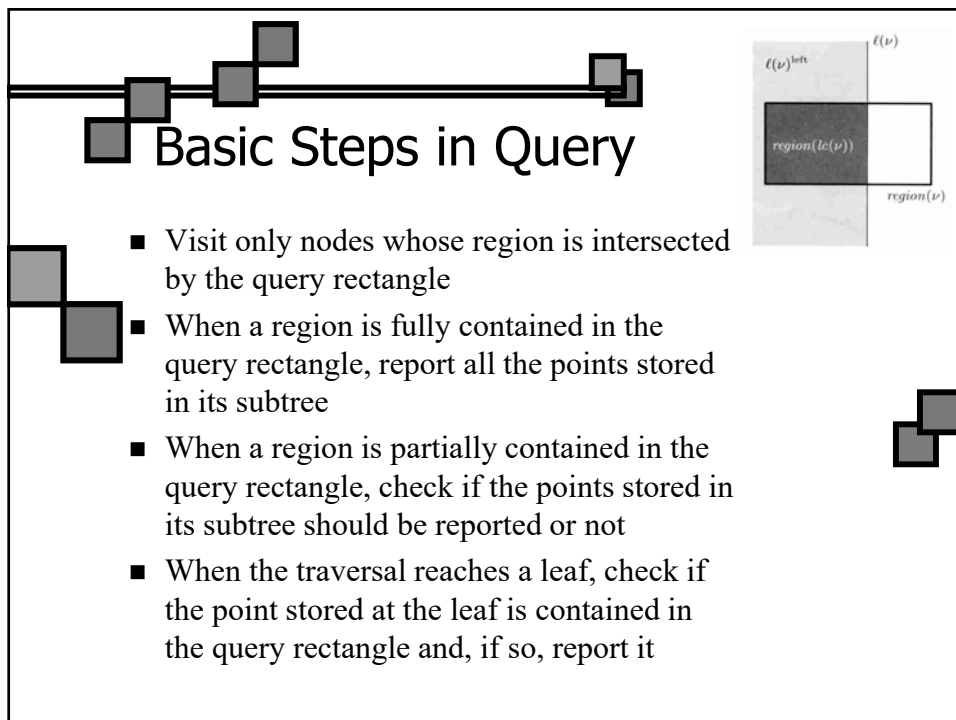 ℓ(ν)
ℓ(ν)^left
region(lc(ν))
region(ν)
Basic Steps in Query
■ Visit only nodes whose region is intersected
by the query rectangle
■ When a region is fully contained in the
query rectangle, report all the points stored
in its subtree
■ When a region is partially contained in the
query rectangle, check if the points stored in
its subtree should be reported or not
■ When the traversal reaches a leaf, check if
the point stored at the leaf is contained in
the query rectangle and, if so, report it